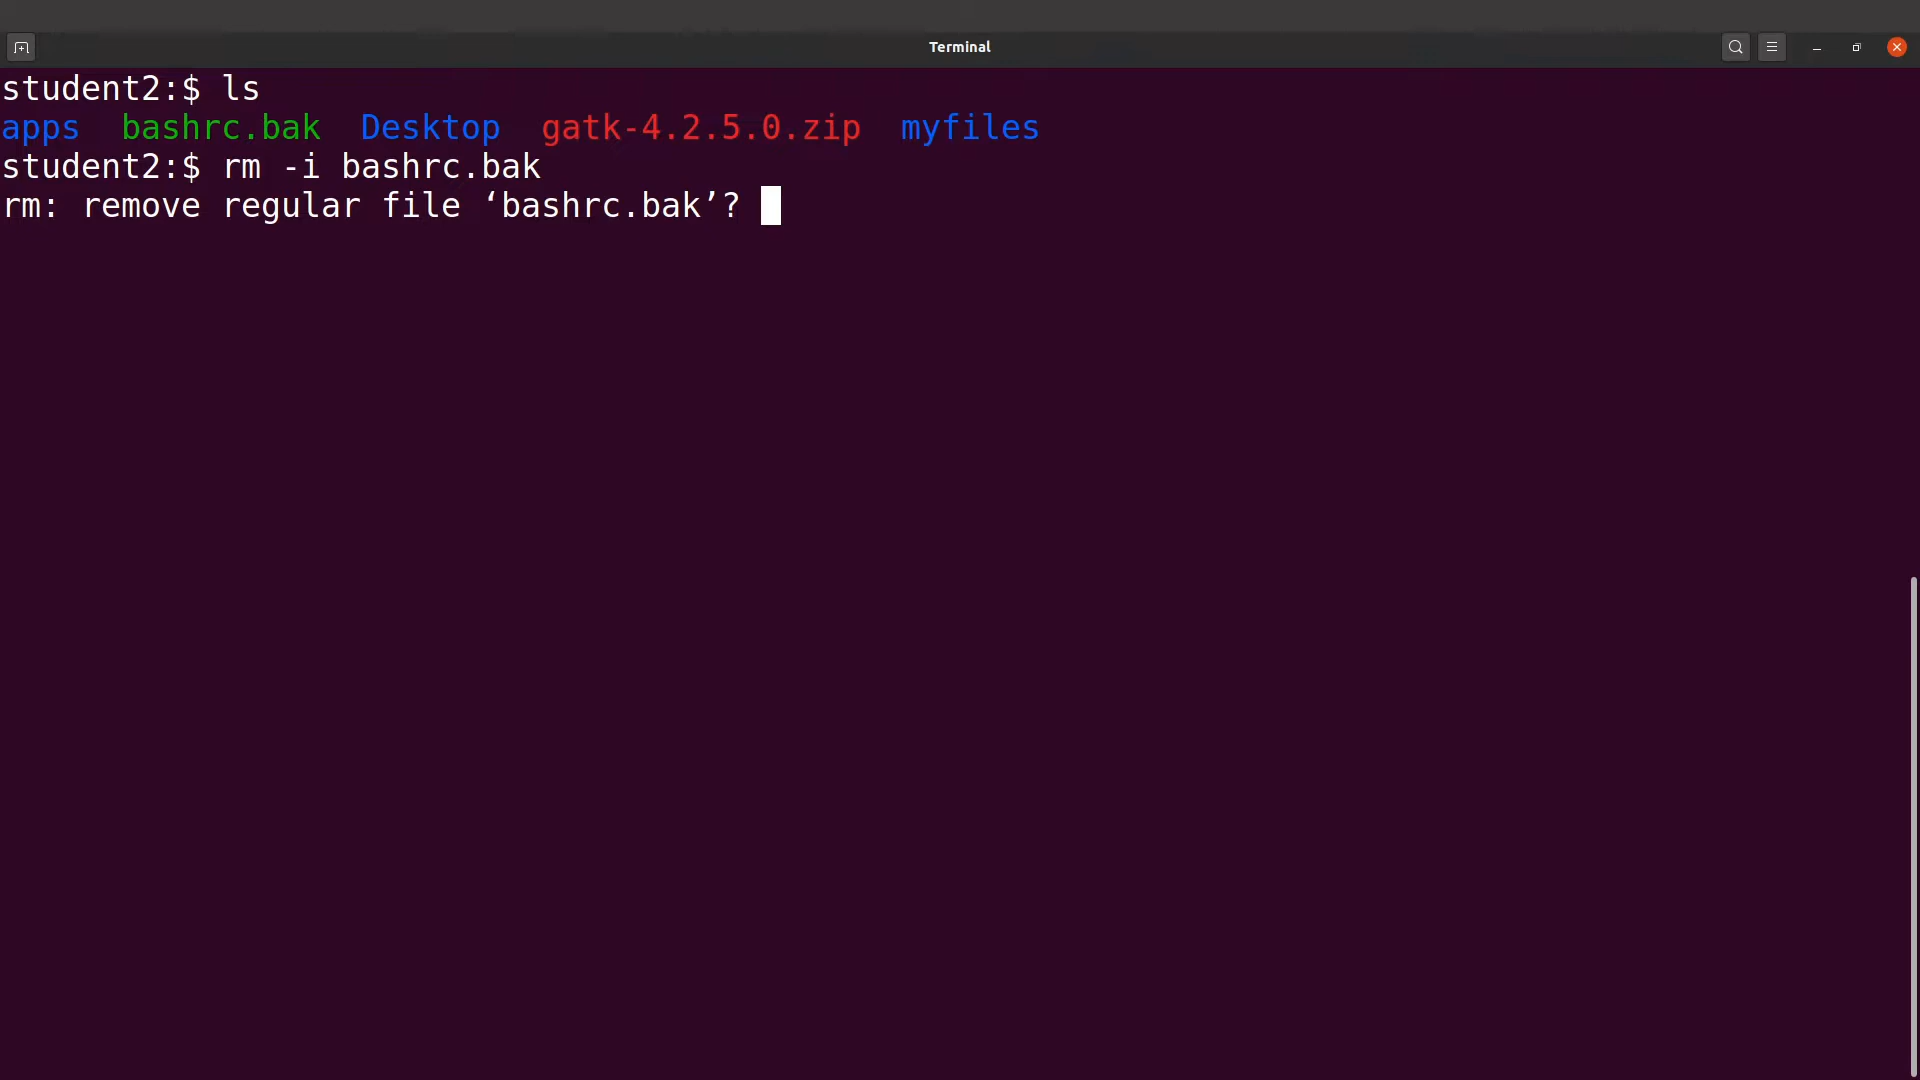 Terminal
student2:$ ls
apps  bashrc.bak  Desktop  gatk-4.2.5.0.zip  myfiles
student2:$ rm -i bashrc.bak
rm: remove regular file ‘bashrc.bak’?